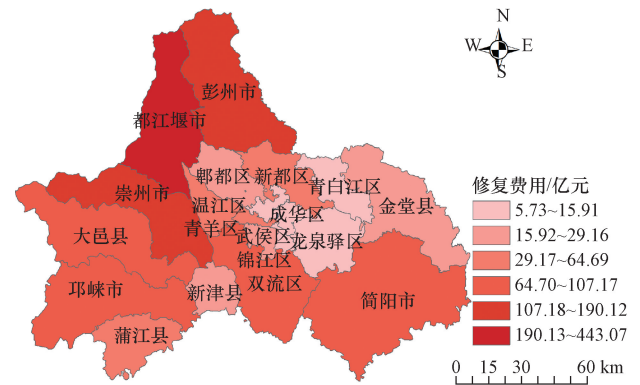 N
W E
S
彭州市
都江堰市
郫都区
新都区
青白江区
崇州市
温江区
成华区
金堂县
大邑县
青羊区
武侯区
龙泉驿区
锦江区
邛崃市
新津县
双流区
简阳市
蒲江县
修复费用/亿元
5.73~15.91
15.92~29.16
29.17~64.69
64.70~107.17
107.18~190.12
190.13~443.07
0 15 30 60 km